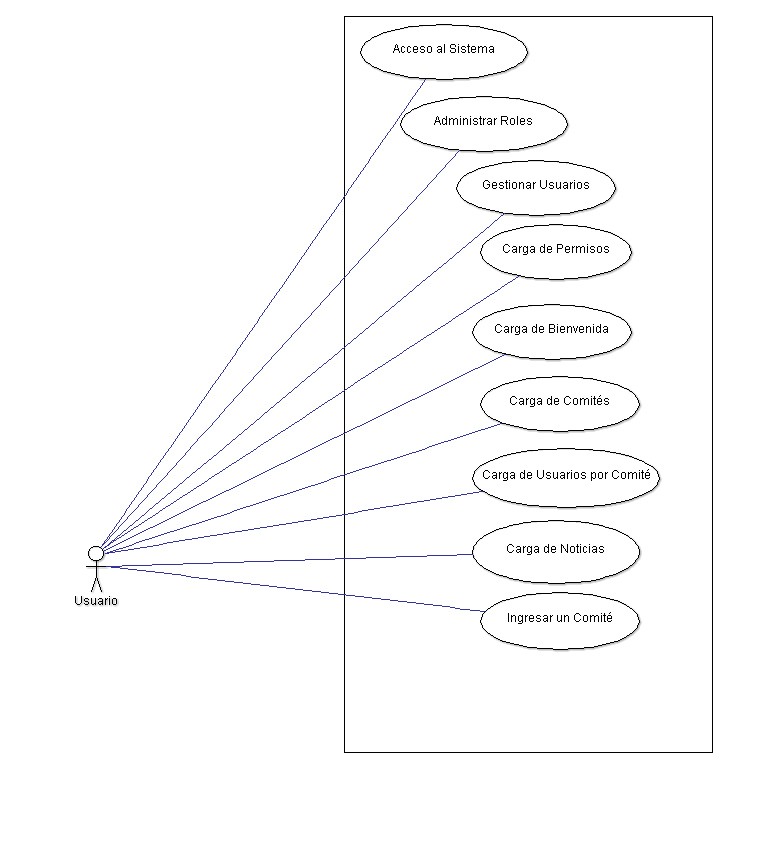 Acceso al Sistema
Administrar Roles
Gestionar Usuarios
Carga de Permisos
Carga de Bienvenida
Carga de Comités
Carga de Usuarios por Comité
Carga de Noticias
Ingresar un Comité
Usuario